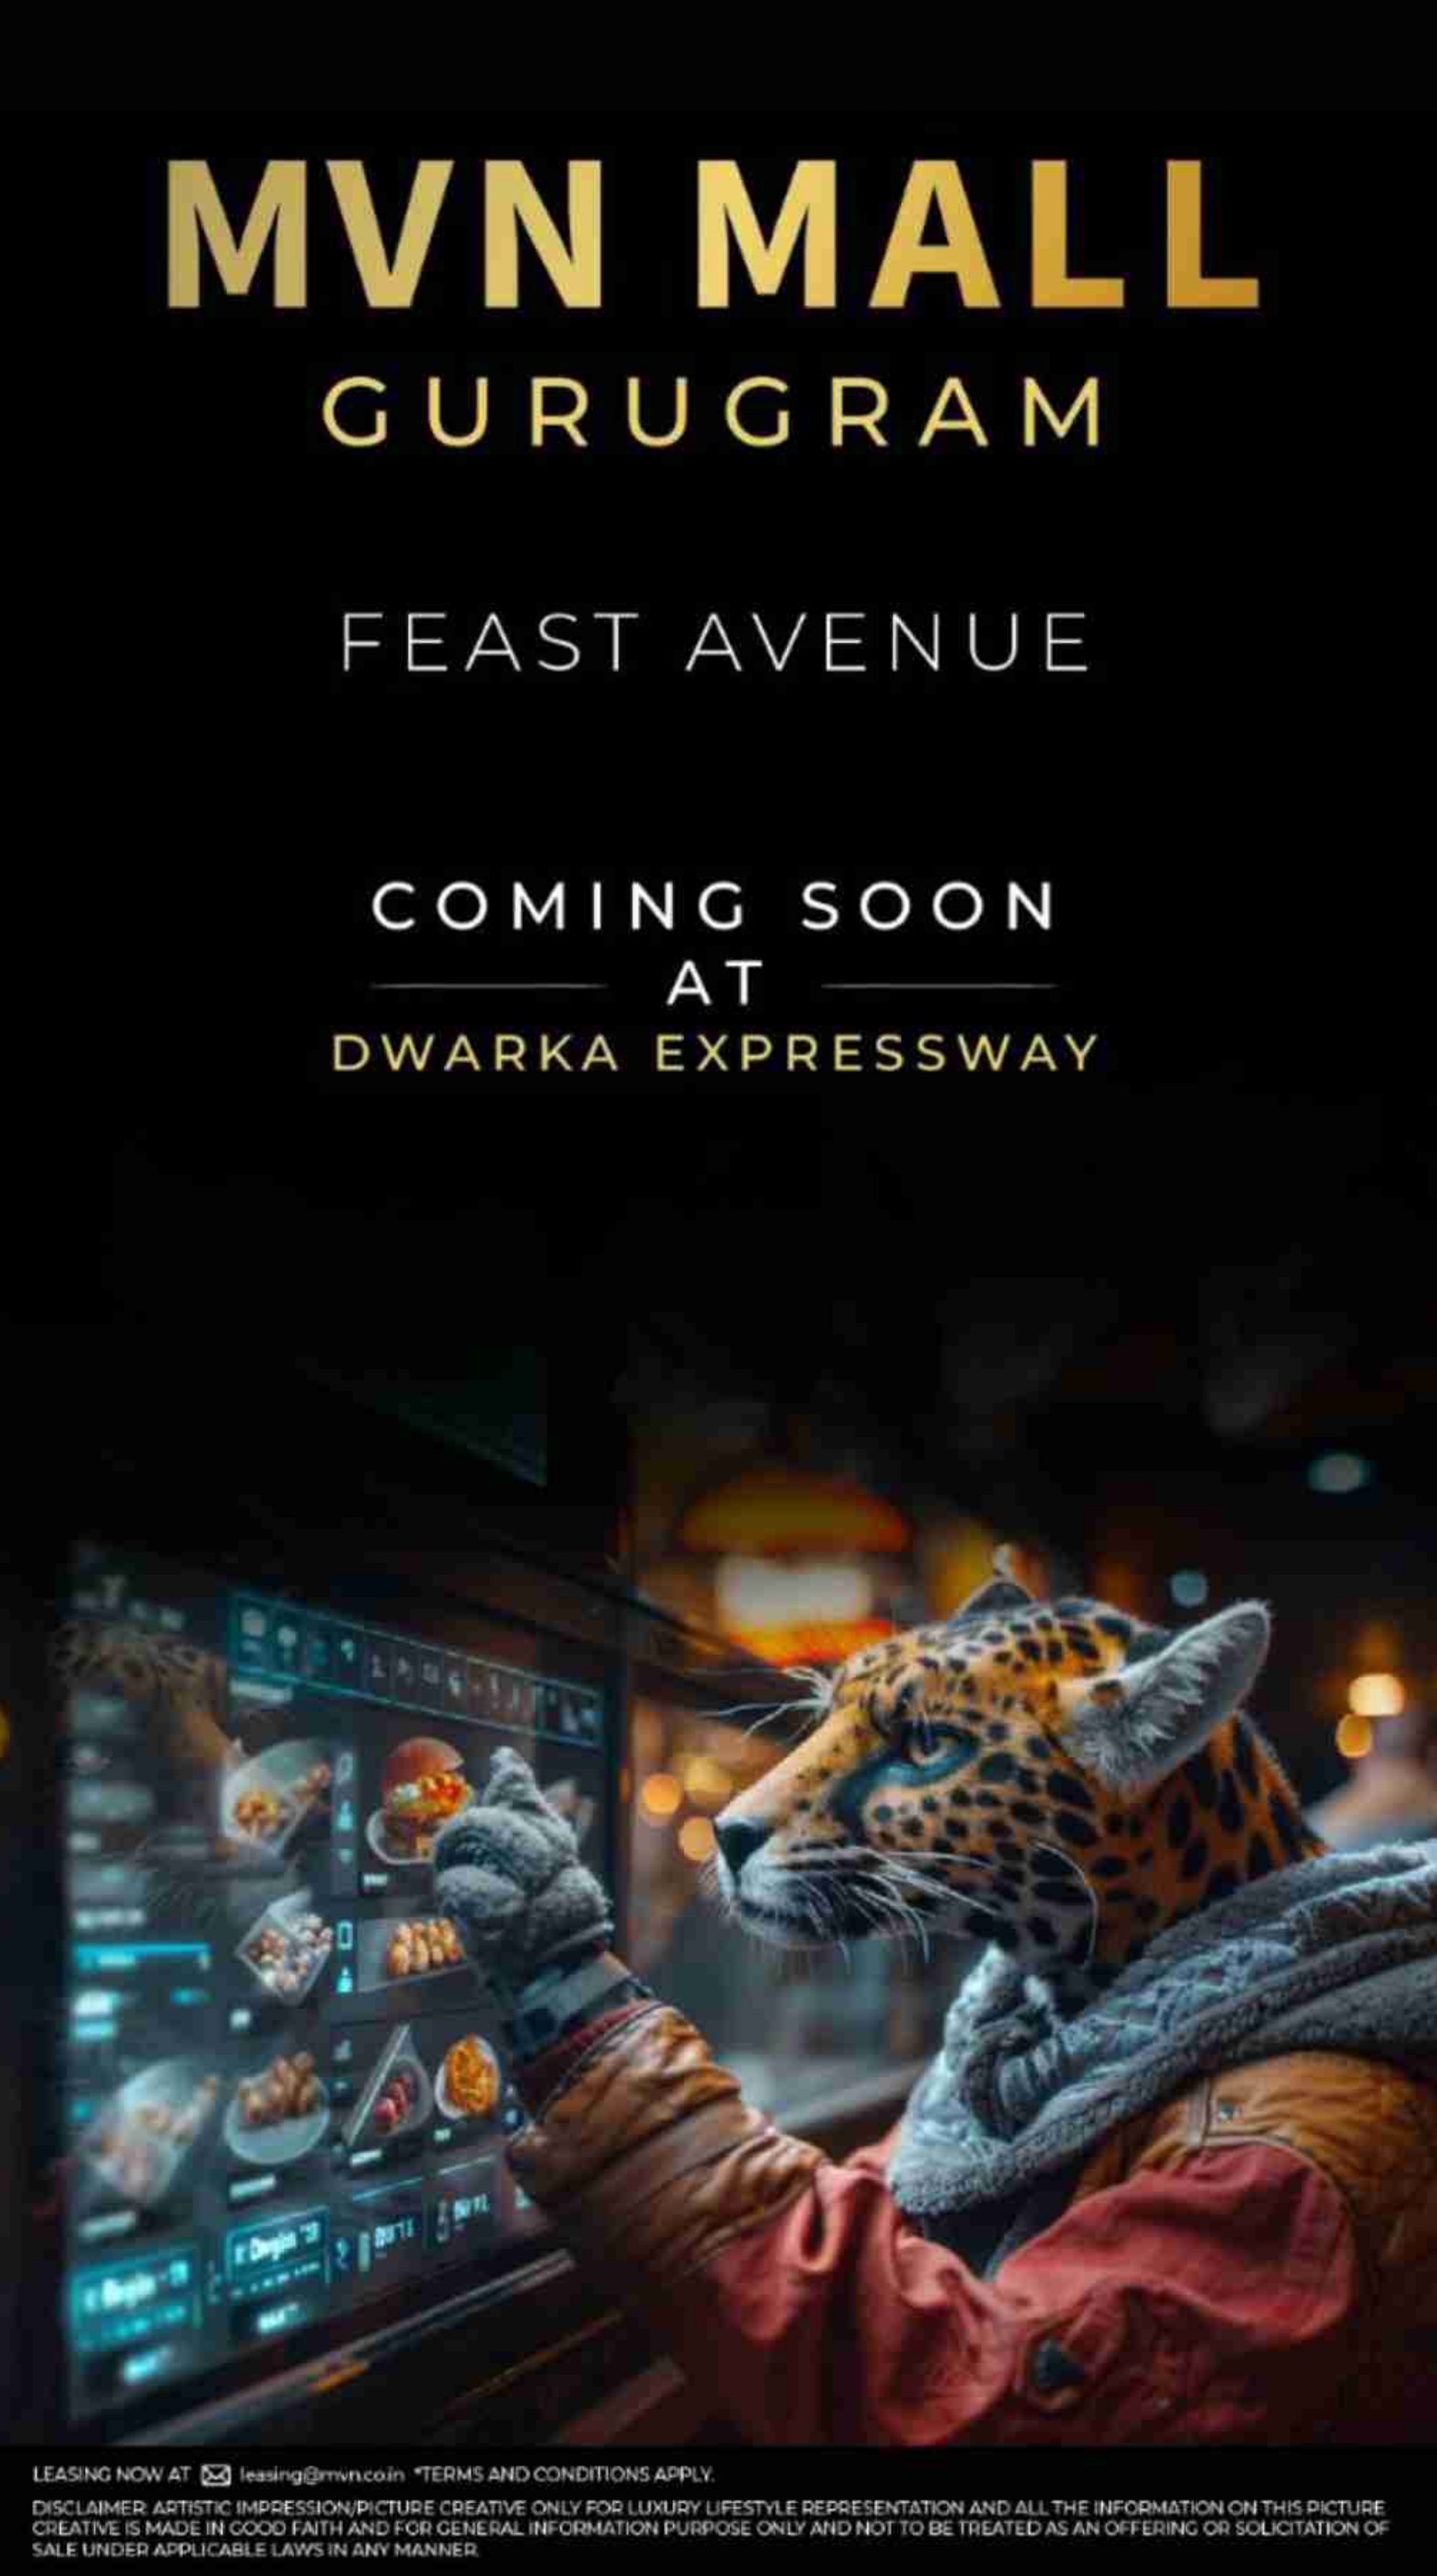 MVN MALL
GURUGRAM
FEAST AVENUE
COMING SOON
AT
DWARKA EXPRESSWAY
LEASING NOW AT leasing@mvn.co.in *TERMS AND CONDITIONS APPLY.
DISCLAIMER: ARTISTIC IMPRESSION/PICTURE CREATIVE ONLY FOR LUXURY LIFESTYLE REPRESENTATION AND ALL THE INFORMATION ON THIS PICTURE
CREATIVE IS MADE IN GOOD FAITH AND FOR GENERAL INFORMATION PURPOSE ONLY AND NOT TO BE TREATED AS AN OFFERING OR SOLICITATION OF
SALE UNDER APPLICABLE LAWS IN ANY MANNER.